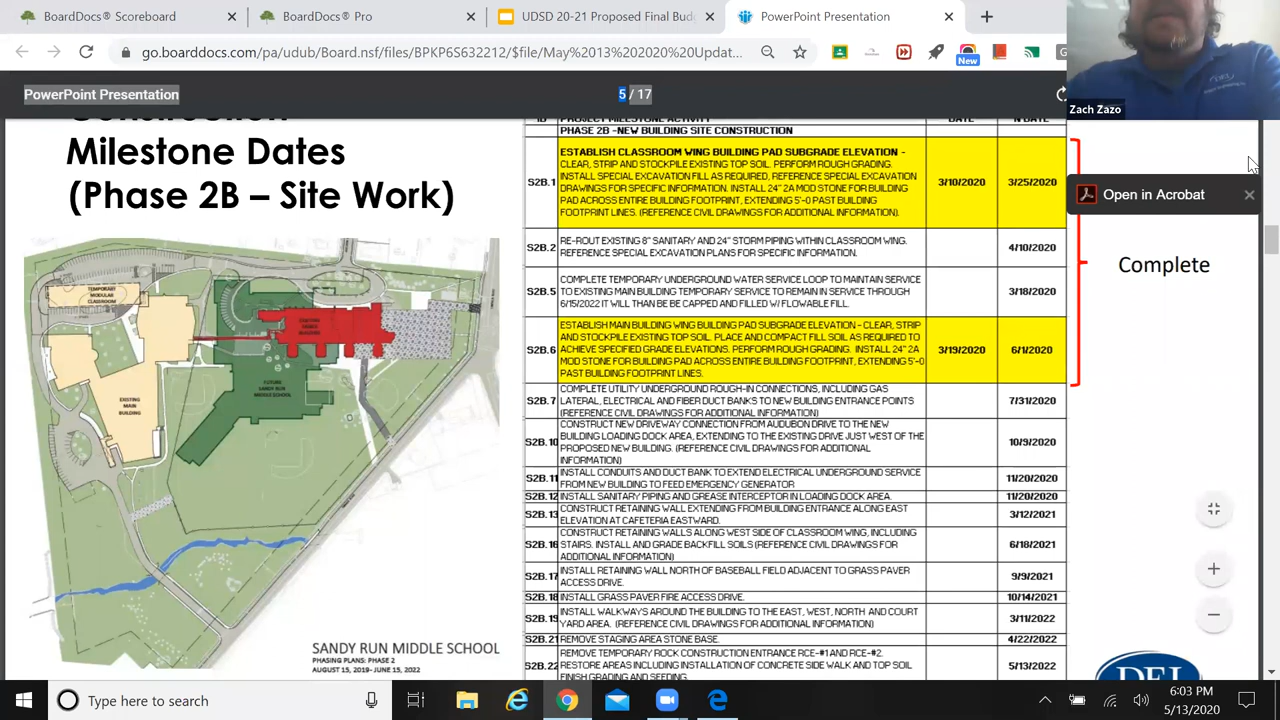 BoardDocs® Scoreboard
BoardDocs® Pro
UDSD 20-21 Proposed Final Bud
PowerPoint Presentation
go.boarddocs.com/pa/udub/Board.nsf/files/BPKP6S632212/$file/May%2013%202020%20Updat...
New
PowerPoint Presentation
5 / 17
Zach Zazo
Open in Acrobat
Construction
Milestone Dates
(Phase 2B – Site Work)
ID PROJECT MILESTONE ACTIVITY DATE N DATE
PHASE 2B -NEW BUILDING SITE CONSTRUCTION
S2B.1
ESTABLISH CLASSROOM WING BUILDING PAD SUBGRADE ELEVATION -
CLEAR, STRIP AND STOCKPILE EXISTING TOP SOIL. PERFORM ROUGH GRADING.
INSTALL SPECIAL EXCAVATION FILL AS REQUIRED, REFERENCE SPECIAL EXCAVATION
DRAWINGS FOR SPECIFIC INFORMATION. INSTALL 24" 2A MOD STONE FOR BUILDING
PAD ACROSS ENTIRE BUILDING FOOTPRINT, EXTENDING 5'-0 PAST BUILDING
FOOTPRINT LINES. (REFERENCE CIVIL DRAWINGS FOR ADDITIONAL INFORMATION).
3/10/2020 3/25/2020
S2B.2
RE-ROUT EXISTING 8" SANITARY AND 24" STORM PIPING WITHIN CLASSROOM WING.
REFERENCE SPECIAL EXCAVATION PLANS FOR SPECIFIC INFORMATION.
4/10/2020
S2B.5
COMPLETE TEMPORARY UNDERGROUND WATER SERVICE LOOP TO MAINTAIN SERVICE
TO EXISTING MAIN BUILDING TEMPORARY SERVICE TO REMAIN IN SERVICE THROUGH
6/15/2022 IT WILL THAN BE BE CAPPED AND FILLED W/ FLOWABLE FILL.
3/18/2020
S2B.6
ESTABLISH MAIN BUILDING WING BUILDING PAD SUBGRADE ELEVATION - CLEAR, STRIP
AND STOCKPILE EXISTING TOP SOIL. PLACE AND COMPACT FILL SOIL AS REQUIRED TO
ACHIEVE SPECIFIED GRADE ELEVATIONS. PERFORM ROUGH GRADING. INSTALL 24" 2A
MOD STONE FOR BUILDING PAD ACROSS ENTIRE BUILDING FOOTPRINT, EXTENDING 5'-0
PAST BUILDING FOOTPRINT LINES.
3/19/2020 6/1/2020
Complete
S2B.7
COMPLETE UTILITY UNDERGROUND ROUGH-IN CONNECTIONS, INCLUDING GAS
LATERAL, ELECTRICAL AND FIBER DUCT BANKS TO NEW BUILDING ENTRANCE POINTS
(REFERENCE CIVIL DRAWINGS FOR ADDITIONAL INFORMATION)
7/31/2020
S2B.10
CONSTRUCT NEW DRIVEWAY CONNECTION FROM AUDUBON DRIVE TO THE NEW
BUILDING LOADING DOCK AREA, EXTENDING TO THE EXISTING DRIVE JUST WEST OF THE
PROPOSED NEW BUILDING. (REFERENCE CIVIL DRAWINGS FOR ADDITIONAL
INFORMATION)
10/9/2020
S2B.11
INSTALL CONDUITS AND DUCT BANK TO EXTEND ELECTRICAL UNDERGROUND SERVICE
FROM NEW BUILDING TO FEED EMERGENCY GENERATOR
11/20/2020
S2B.12 INSTALL SANITARY PIPING AND GREASE INTERCEPTOR IN LOADING DOCK AREA. 11/20/2020
S2B.13
CONSTRUCT RETAINING WALL EXTENDING FROM BUILDING ENTRANCE ALONG EAST
ELEVATION AT CAFETERIA EASTWARD.
3/12/2021
S2B.16
CONSTRUCT RETAINING WALLS ALONG WEST SIDE OF CLASSROOM WING, INCLUDING
STAIRS. INSTALL AND GRADE BACKFILL SOILS (REFERENCE CIVIL DRAWINGS FOR
ADDITIONAL INFORMATION)
6/18/2021
S2B.17
INSTALL RETAINING WALL NORTH OF BASEBALL FIELD ADJACENT TO GRASS PAVER
ACCESS DRIVE.
9/9/2021
S2B.18 INSTALL GRASS PAVER FIRE ACCESS DRIVE. 10/14/2021
S2B.19
INSTALL WALKWAYS AROUND THE BUILDING TO THE EAST, WEST, NORTH AND COURT
YARD AREA. (REFERENCE CIVIL DRAWINGS FOR ADDITIONAL INFORMATION)
3/11/2022
S2B.21 REMOVE STAGING AREA STONE BASE. 4/22/2022
S2B.22
REMOVE TEMPORARY ROCK CONSTRUCTION ENTRANCE RCE-#1 AND RCE-#2.
RESTORE AREAS INCLUDING INSTALLATION OF CONCRETE SIDE WALK AND TOP SOIL
FINISH GRADING AND SEEDING.
5/13/2022
TEMPORARY
MODULAR
CLASSROOM
EXISTING
MAIN
BUILDING
FUTURE
SANDY RUN
MIDDLE SCHOOL
SANDY RUN MIDDLE SCHOOL
PHASING PLANS: PHASE 2
AUGUST 15, 2019- JUNE 15, 2022
Type here to search
6:03 PM
5/13/2020